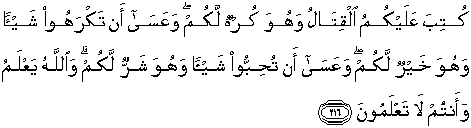 كُتِبَ عَلَيْكُمُ ٱلْقِتَالُ وَهُوَ كُرْهٌ لَّكُمْ ۖ وَعَسَىٰٓ أَن تَكْرَهُوا۟ شَيْـًٔا
وَهُوَ خَيْرٌ لَّكُمْ ۖ وَعَسَىٰٓ أَن تُحِبُّوا۟ شَيْـًٔا وَهُوَ شَرٌّ لَّكُمْ ۗ وَٱللَّهُ يَعْلَمُ
وَأَنتُمْ لَا تَعْلَمُونَ ﴿٢١٦﴾